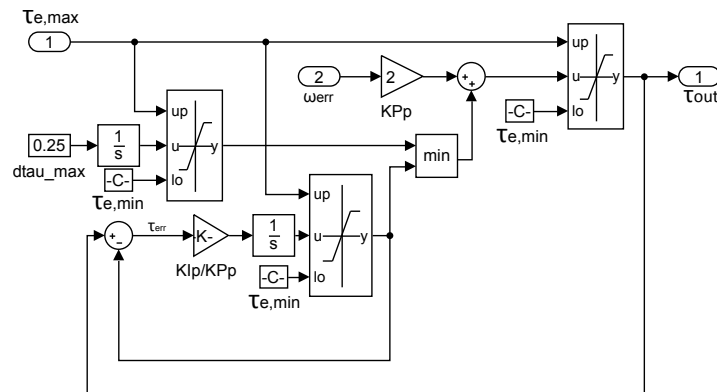 τe,max
1
up
2
2
u
y
1
ωerr
τout
KPp
-C-
lo
τe,min
up
0.25
1
s
u
y
min
dtau_max
-C-
lo
τe,min
up
τerr
-K-
1
s
u
y
KIp/KPp
-C-
lo
τe,min